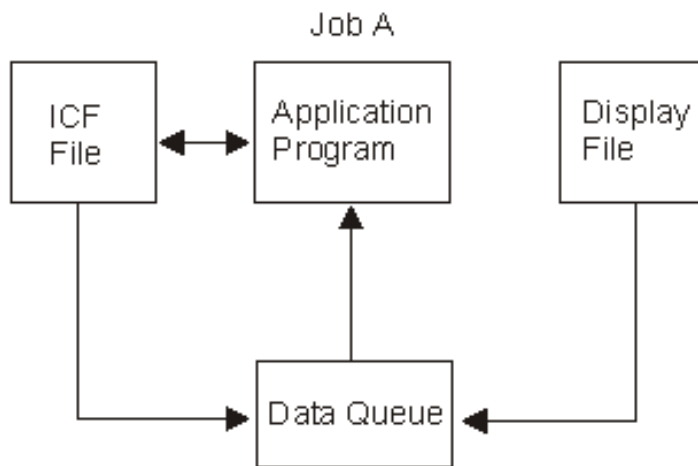 Job A
ICF
File
Application
Program
Display
File
Data Queue